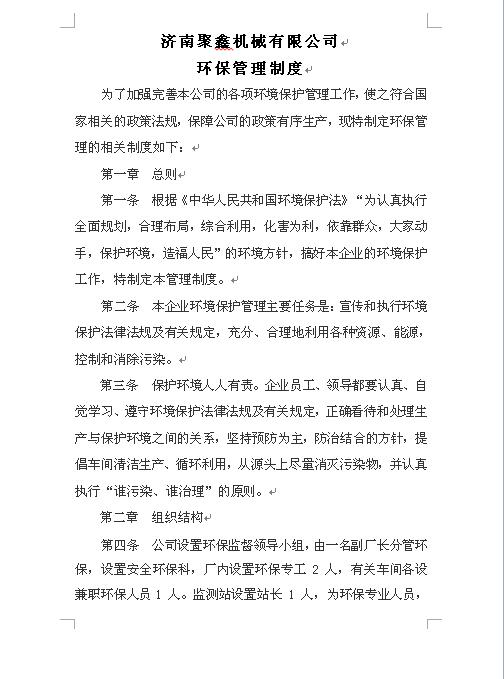 济南聚鑫机械有限公司
环保管理制度
为了加强完善本公司的各项环境保护管理工作，使之符合国
家相关的政策法规，保障公司的政策有序生产，现特制定环保管
理的相关制度如下：
第一章 总则
第一条 根据《中华人民共和国环境保护法》“为认真执行
全面规划，合理布局，综合利用，化害为利，依靠群众，大家动
手，保护环境，造福人民”的环境方针，搞好本企业的环境保护
工作，特制定本管理制度。
第二条 本企业环境保护管理主要任务是：宣传和执行环境
保护法律法规及有关规定，充分、合理地利用各种资源、能源，
控制和消除污染。
第三条 保护环境人人有责。企业员工、领导都要认真、自
觉学习、遵守环境保护法律法规及有关规定，正确看待和处理生
产与保护环境之间的关系，坚持预防为主，防治结合的方针，提
倡车间清洁生产、循环利用，从源头上尽量消灭污染物，并认真
执行“谁污染、谁治理”的原则。
第二章 组织结构
第四条 公司设置环保监督领导小组，由一名副厂长分管环
保，设置安全环保科，厂内设置环保专工 2 人，有关车间各设
兼职环保人员 1 人。监测站设置站长 1 人，为环保专业人员，